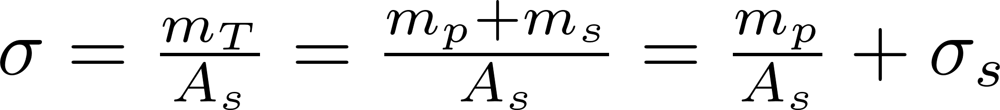 σ = m_T/A_s = (m_p+m_s)/A_s = m_p/A_s + σ_s